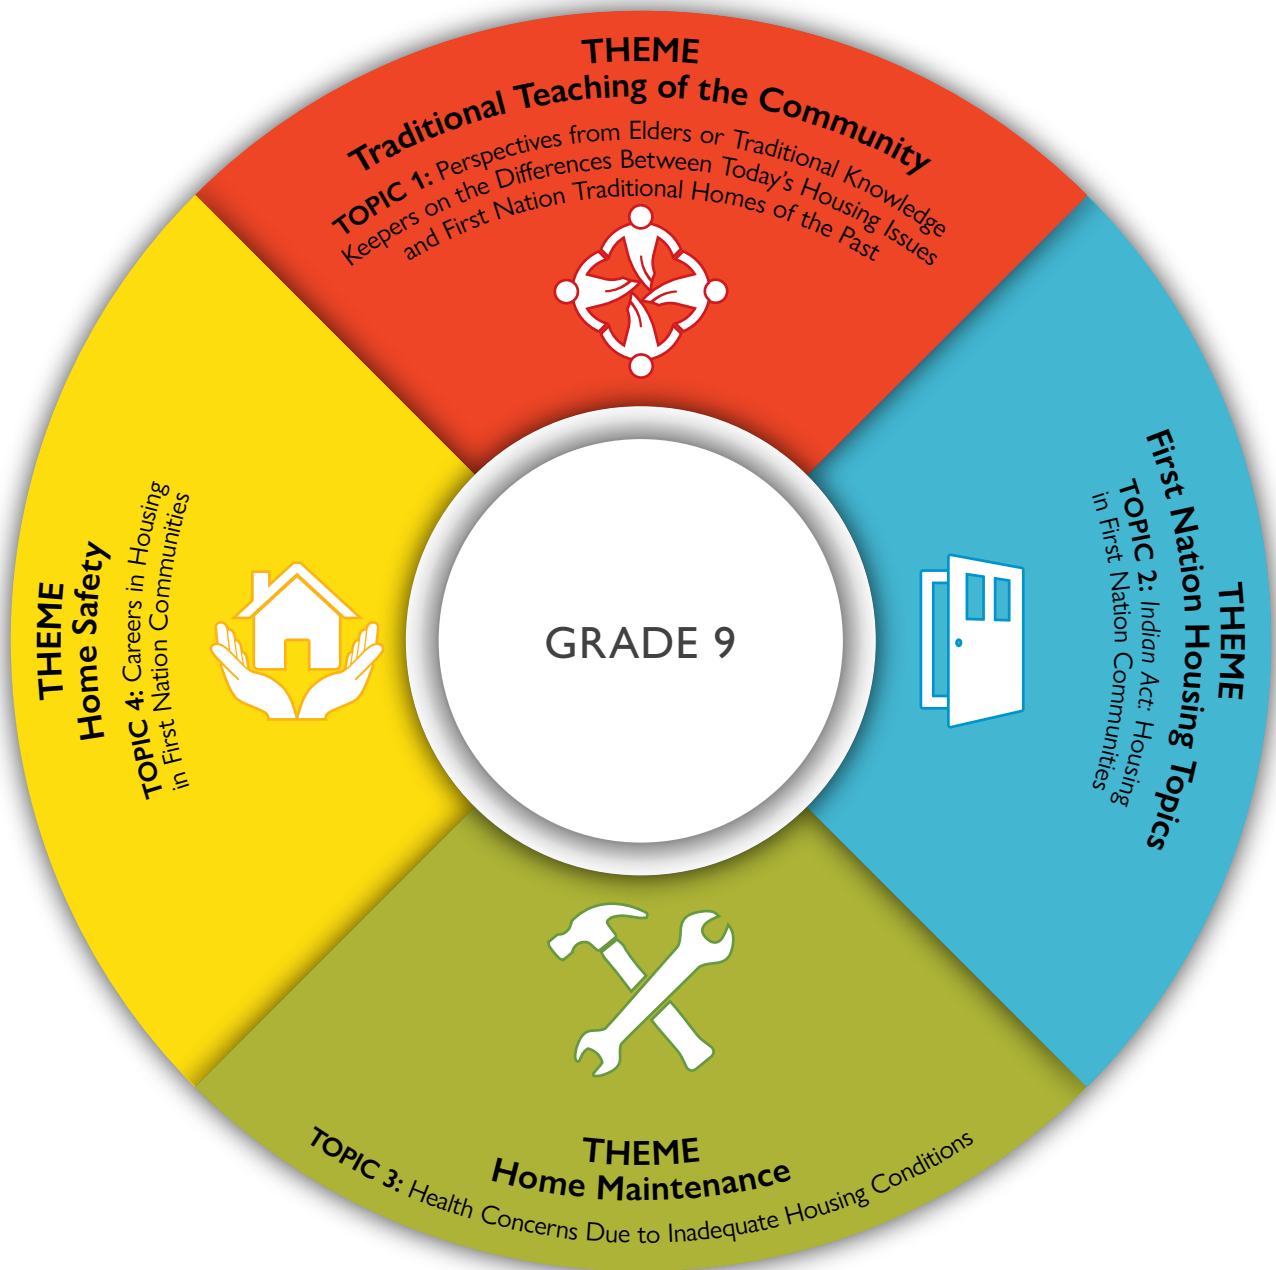 THEME
Traditional Teaching of the Community
TOPIC 1: Perspectives from Elders or Traditional Knowledge
Keepers on the Differences Between Today's Housing Issues
and First Nation Traditional Homes of the Past
THEME
First Nation Housing Topics
TOPIC 2: Indian Act: Housing
in First Nation Communities
THEME
Home Maintenance
TOPIC 3: Health Concerns Due to Inadequate Housing Conditions
THEME
Home Safety
TOPIC 4: Careers in Housing
in First Nation Communities
GRADE 9